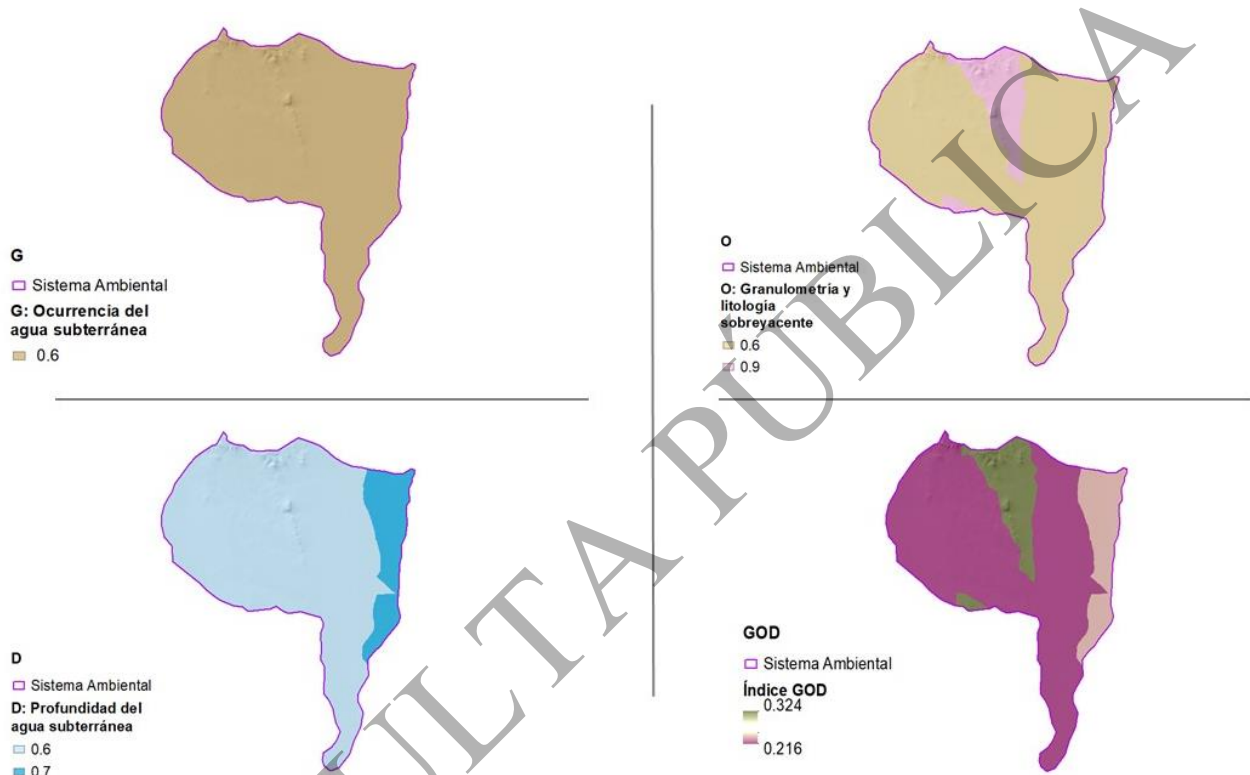 G
Sistema Ambiental
G: Ocurrencia del
agua subterránea
0.6
O
Sistema Ambiental
O: Granulometría y
litología
sobreyacente
0.6
0.9
D
Sistema Ambiental
D: Profundidad del
agua subterránea
0.6
0.7
GOD
Sistema Ambiental
Índice GOD
0.324
0.216
ULTA PÚBLICA